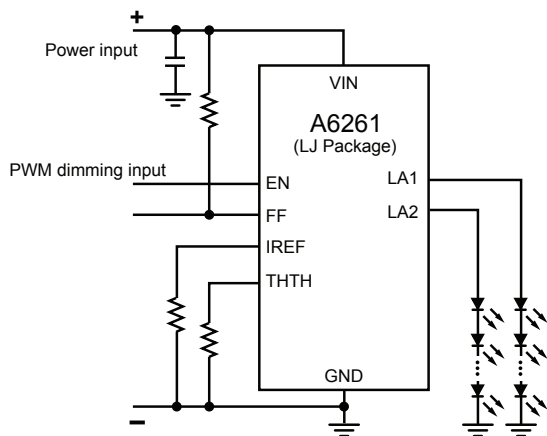 +
Power input
VIN
A6261
(LJ Package)
PWM dimming input
EN
LA1
FF
LA2
IREF
THTH
GND
–